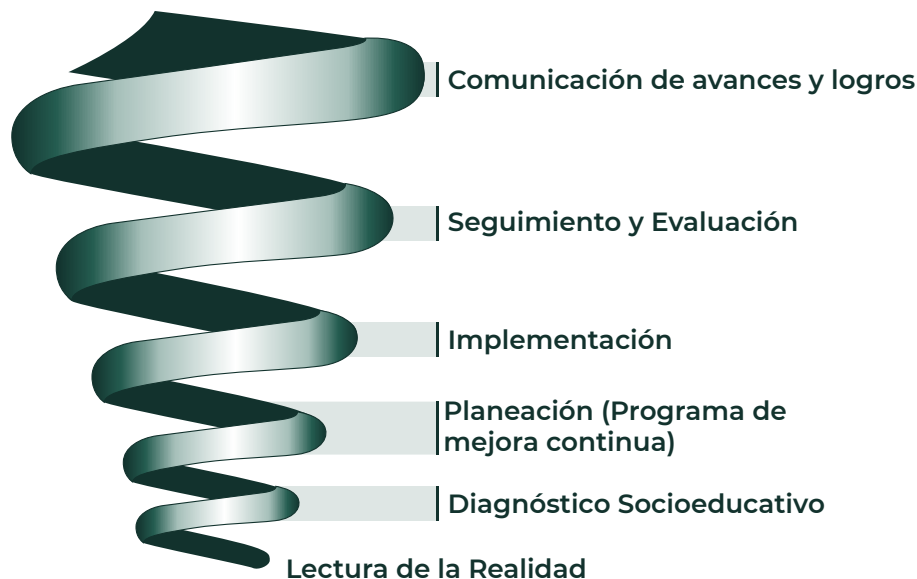 Comunicación de avances y logros
Seguimiento y Evaluación
Implementación
Planeación (Programa de
mejora continua)
Diagnóstico Socioeducativo
Lectura de la Realidad